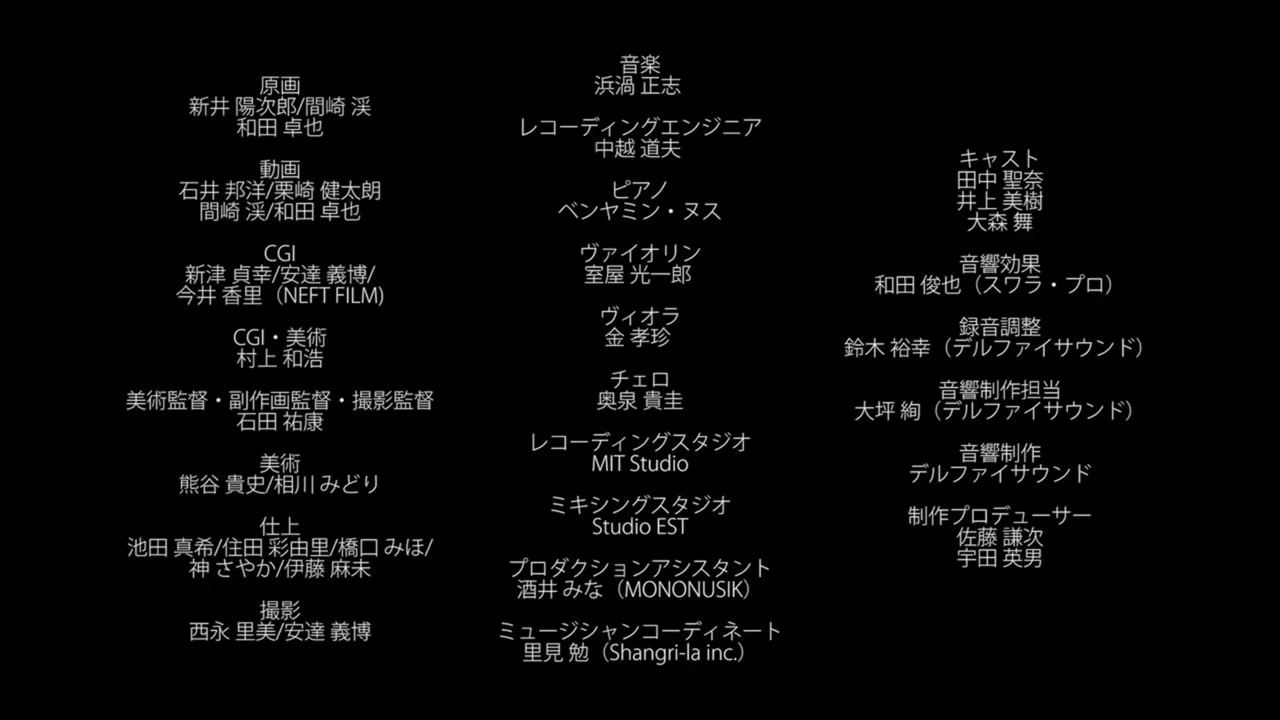 原画
新井 陽次郎/間崎 渓
和田 卓也
動画
石井 邦洋/栗崎 健太朗
間崎 渓/和田 卓也
CGI
新津 貞幸/安達 義博/
今井 香里（NEFT FILM)
CGI・美術
村上 和浩
美術監督・副作画監督・撮影監督
石田 祐康
美術
熊谷 貴史/相川 みどり
仕上
池田 真希/住田 彩由里/橋口 みほ/
神 さやか/伊藤 麻未
撮影
西永 里美/安達 義博
音楽
浜渦 正志
レコーディングエンジニア
中越 道夫
ピアノ
ベンヤミン・ヌス
ヴァイオリン
室屋 光一郎
ヴィオラ
金 孝珍
チェロ
奥泉 貴圭
レコーディングスタジオ
MIT Studio
ミキシングスタジオ
Studio EST
プロダクションアシスタント
酒井 みな（MONONUSIK）
ミュージシャンコーディネート
里見 勉（Shangri-la inc.）
キャスト
田中 聖奈
井上 美樹
大森 舞
音響効果
和田 俊也（スワラ・プロ）
録音調整
鈴木 裕幸（デルファイサウンド）
音響制作担当
大坪 絢（デルファイサウンド）
音響制作
デルファイサウンド
制作プロデューサー
佐藤 謙次
宇田 英男